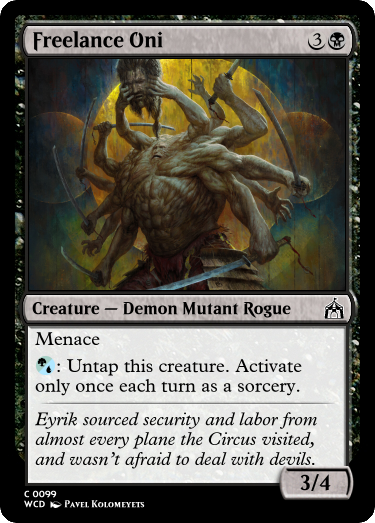 Freelance Oni 3
Creature — Demon Mutant Rogue
Menace
: Untap this creature. Activate
only once each turn as a sorcery.
Eyrik sourced security and labor from
almost every plane the Circus visited,
and wasn't afraid to deal with devils.
3/4
C 0099
WCD Pavel Kolomeyets